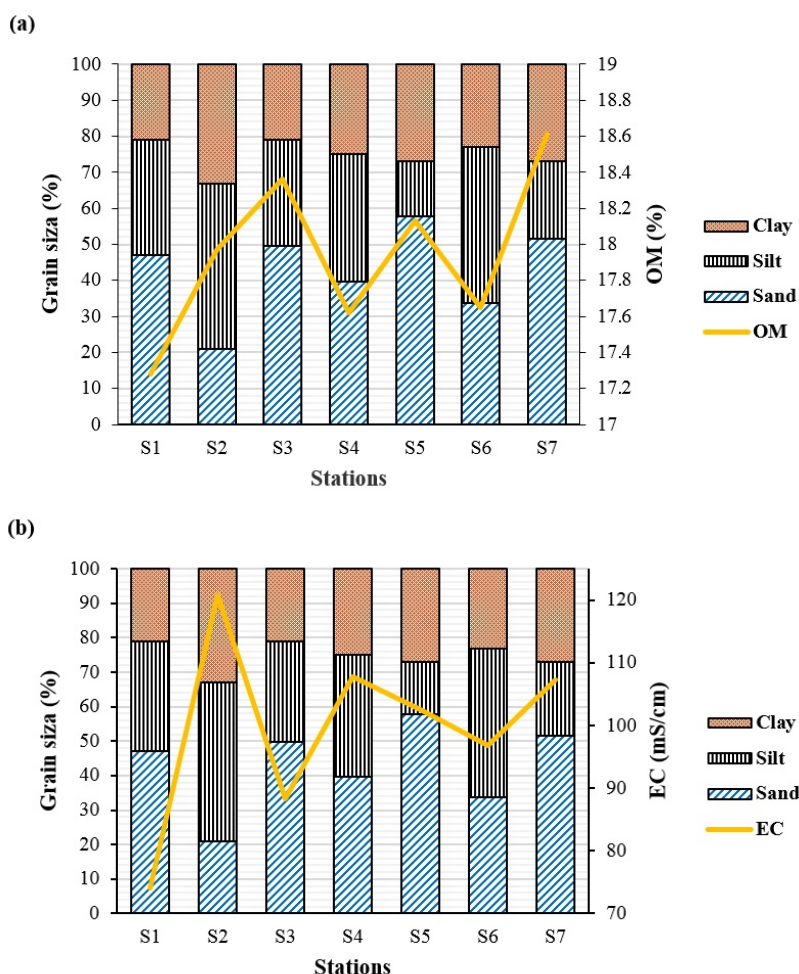 (a)
100
90
80
70
60
50
40
30
20
10
0
Grain siza (%)
19
18.8
18.6
18.4
18.2
18
17.8
17.6
17.4
17.2
17
OM (%)
S1 S2 S3 S4 S5 S6 S7
Stations
Clay
Silt
Sand
OM
(b)
100
90
80
70
60
50
40
30
20
10
0
Grain siza (%)
120
110
100
90
80
70
EC (mS/cm)
S1 S2 S3 S4 S5 S6 S7
Stations
Clay
Silt
Sand
EC